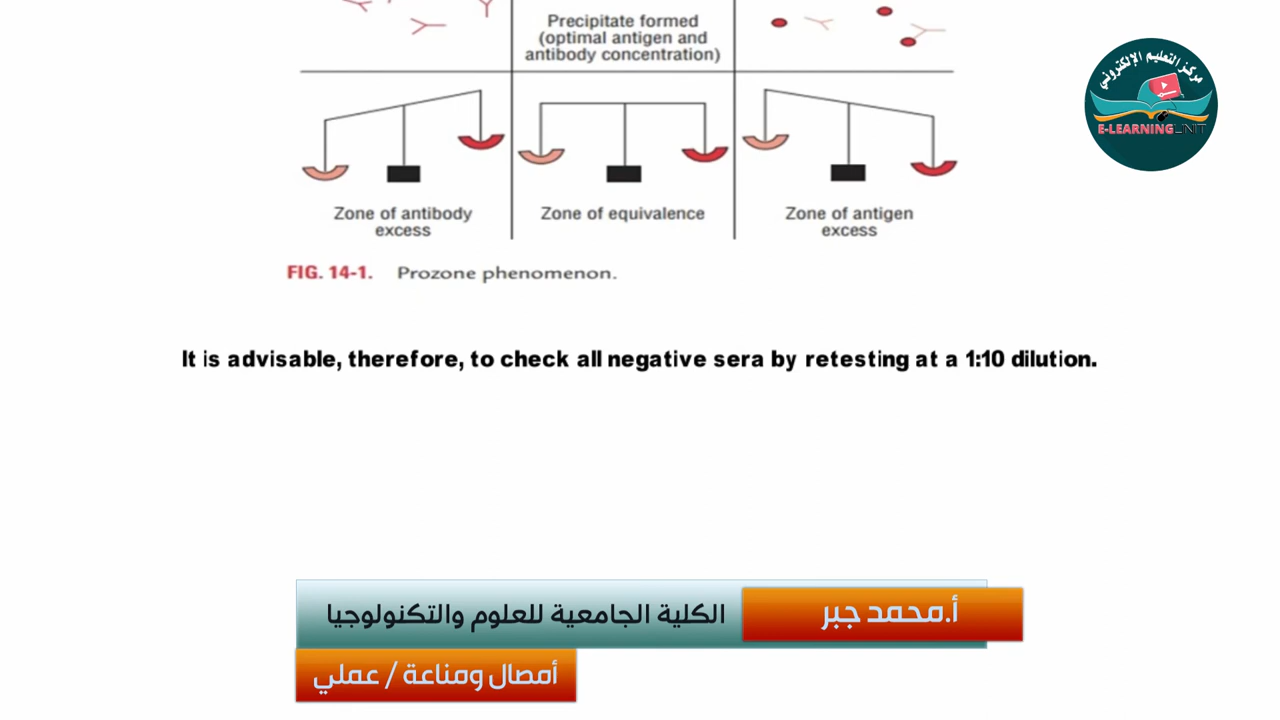 Precipitate formed
(optimal antigen and
antibody concentration)
مركز التعليم الإلكتروني
E-LEARNING UNIT
Zone of antibody
excess
Zone of equivalence
Zone of antigen
excess
FIG. 14-1. Prozone phenomenon.
It is advisable, therefore, to check all negative sera by retesting at a 1:10 dilution.
أ.محمد جبر
الكلية الجامعية للعلوم والتكنولوجيا
أمصال ومناعة / عملي